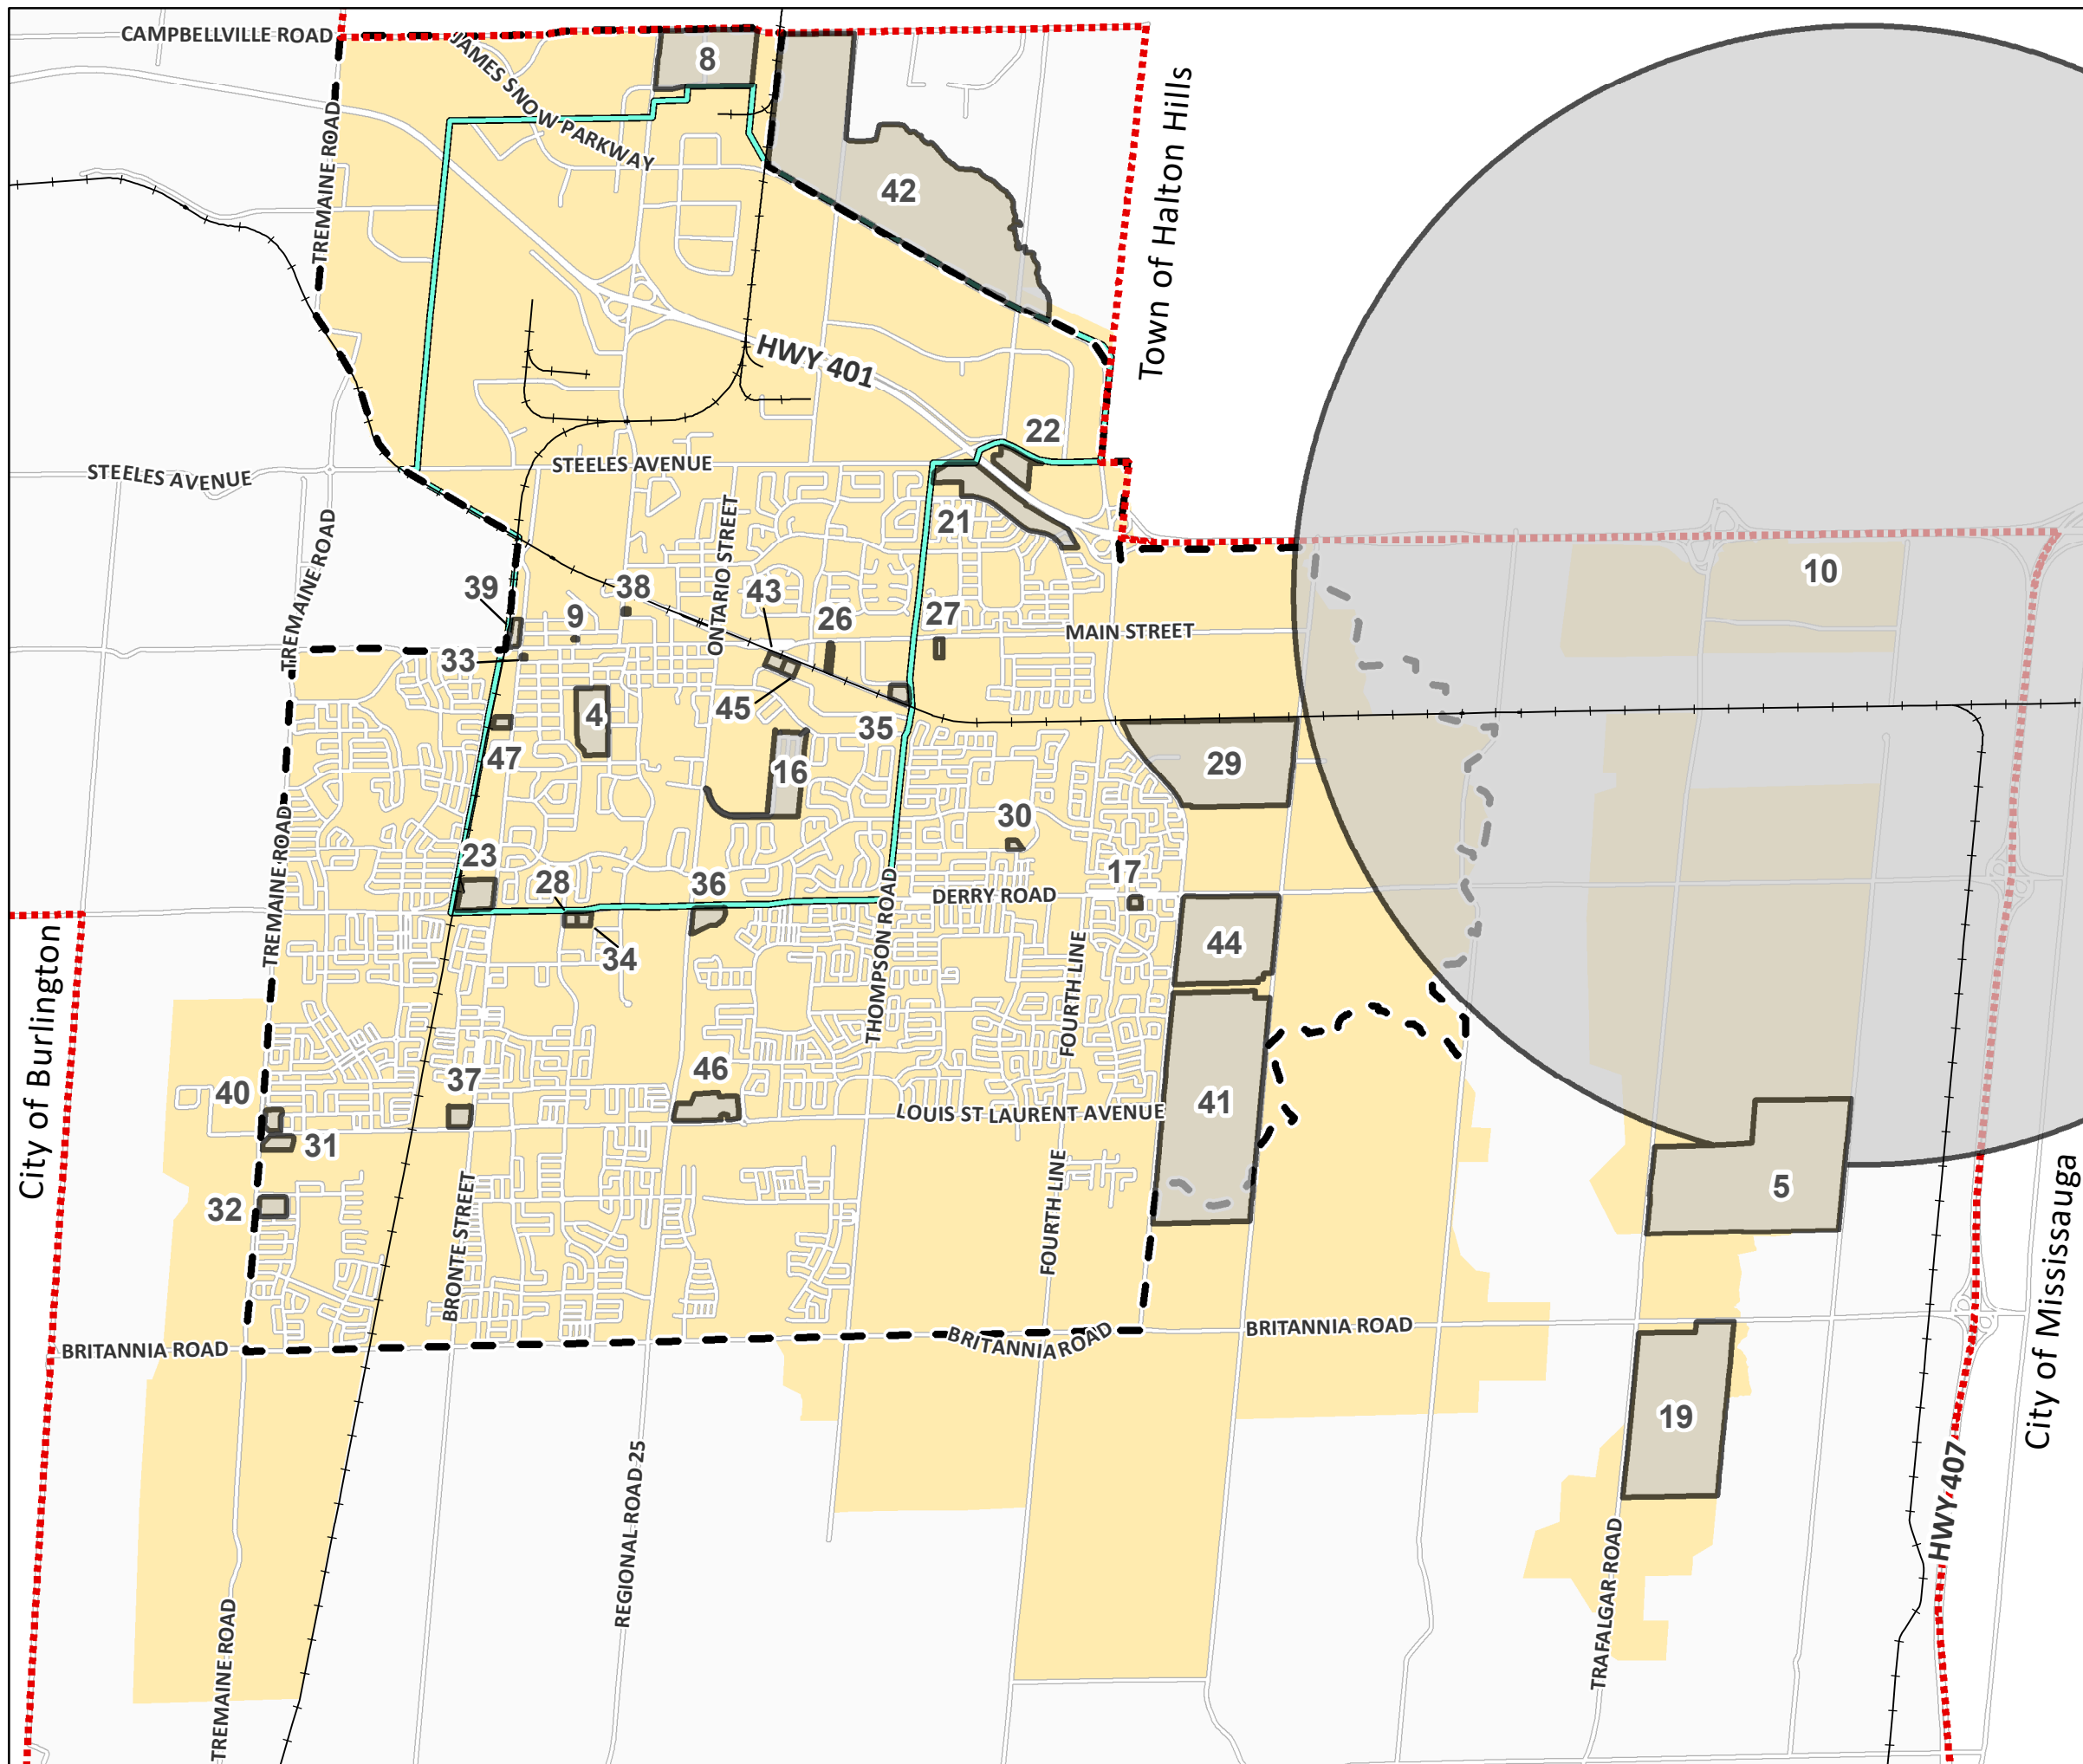 CAMPBELLVILLE ROAD
JAMES SNOW PARKWAY
8
TREMAINE ROAD
42
Town of Halton Hills
HWY 401
22
STEELES AVENUE
STEELES AVENUE
21
ONTARIO STREET
TREMAINE ROAD
10
39
38
43
9
26
27
MAIN STREET
33
45
4
35
47
16
29
30
23
28
36
17
DERRY ROAD
TREMAINE ROAD
THOMPSON ROAD
34
44
FOURTH LINE
City of Burlington
40
37
46
41
LOUIS ST LAURENT AVENUE
31
32
5
BRONTE STREET
FOURTH LINE
City of Mississauga
BRITANNIA ROAD
BRITANNIA ROAD
BRITANNIA ROAD
19
REGIONAL ROAD 25
HWY 407
TRAFALGAR ROAD
TREMAINE ROAD